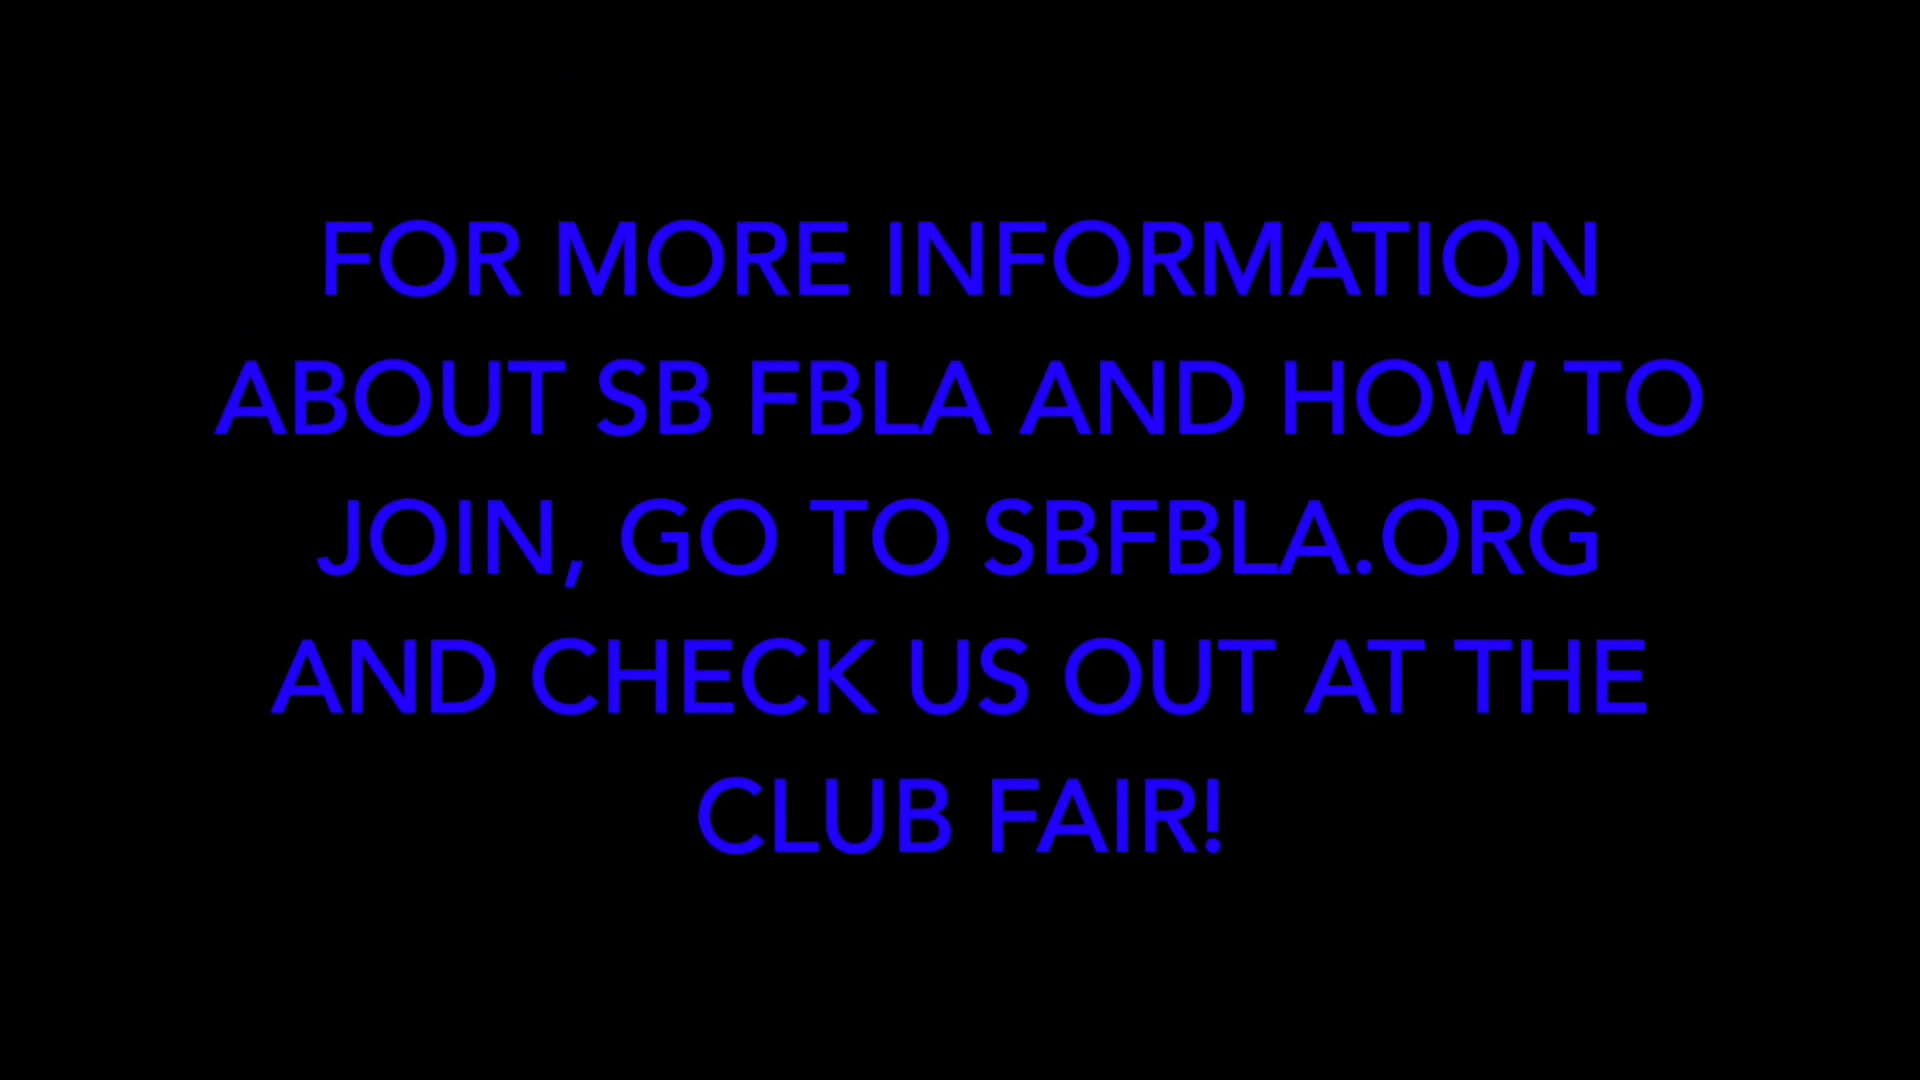 FOR MORE INFORMATION
ABOUT SB FBLA AND HOW TO
JOIN, GO TO SBFBLA.ORG
AND CHECK US OUT AT THE
CLUB FAIR!